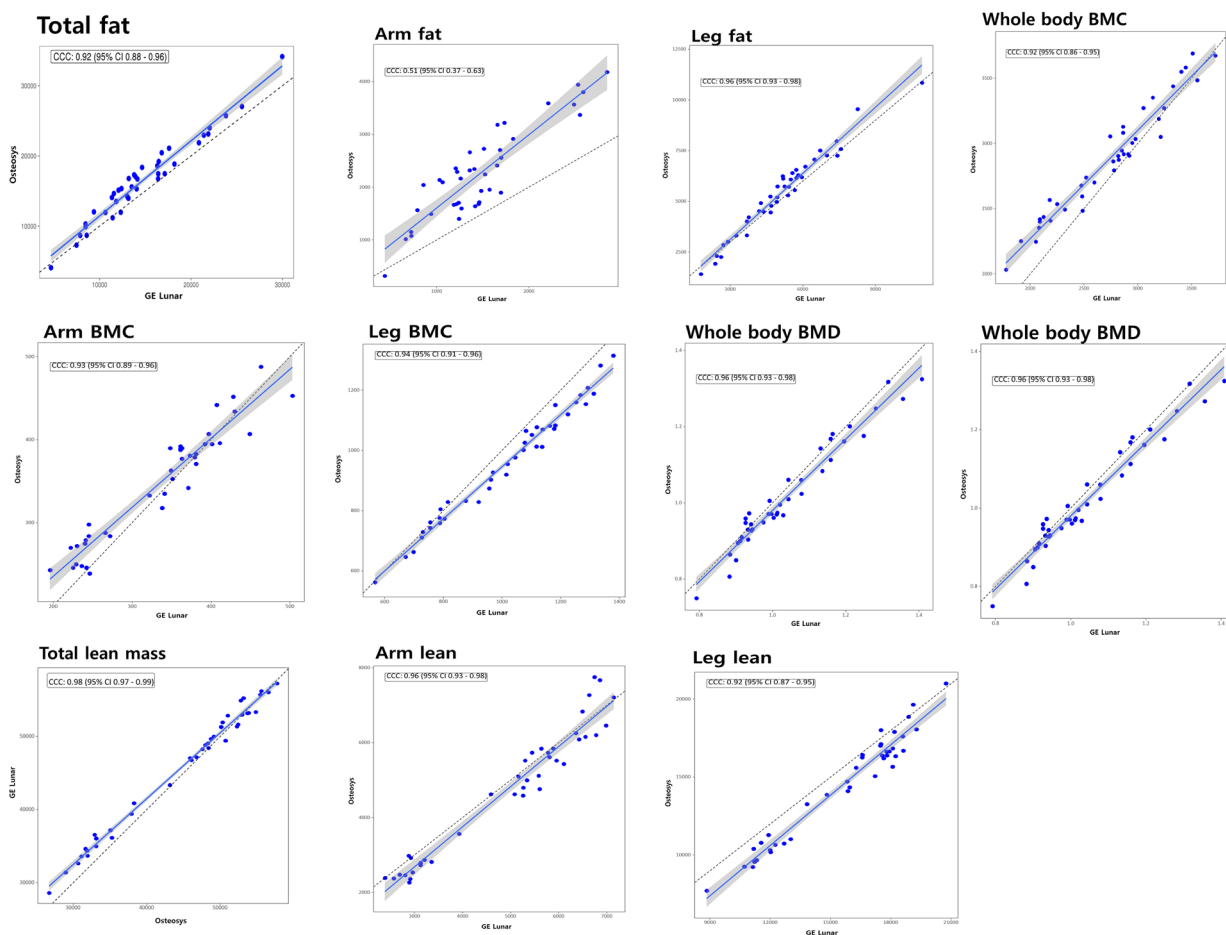 Total fat
CCC: 0.92 (95% CI 0.88 - 0.96)
30000
20000
10000
Osteosys
10000
20000
30000
GE Lunar
Arm fat
CCC: 0.51 (95% CI 0.37 - 0.63)
4000
3000
2000
1000
Osteosys
1000
2000
GE Lunar
Leg fat
CCC: 0.96 (95% CI 0.93 - 0.98)
12500
10000
7500
5000
2500
Osteosys
3000
6000
9000
GE Lunar
Whole body BMC
CCC: 0.92 (95% CI 0.86 - 0.95)
3500
3000
2500
2000
Osteosys
2000
2500
3000
3500
GE Lunar
Arm BMC
CCC: 0.93 (95% CI 0.89 - 0.96)
500
400
300
Osteosys
200
300
400
500
GE Lunar
Leg BMC
CCC: 0.94 (95% CI 0.91 - 0.96)
1200
1000
800
600
Osteosys
600
800
1000
1200
1400
GE Lunar
Whole body BMD
CCC: 0.96 (95% CI 0.93 - 0.98)
1.4
1.2
1.0
0.8
Osteosys
0.8
1.0
1.2
1.4
GE Lunar
Whole body BMD
CCC: 0.96 (95% CI 0.93 - 0.98)
1.4
1.2
1.0
0.8
Osteosys
0.8
1.0
1.2
1.4
GE Lunar
Total lean mass
CCC: 0.98 (95% CI 0.97 - 0.99)
50000
40000
30000
GE Lunar
30000
40000
50000
Osteosys
Arm lean
CCC: 0.96 (95% CI 0.93 - 0.98)
8000
6000
4000
2000
Osteosys
3000
4000
5000
6000
7000
GE Lunar
Leg lean
CCC: 0.92 (95% CI 0.87 - 0.95)
20000
15000
10000
Osteosys
9000
12000
15000
18000
21000
GE Lunar